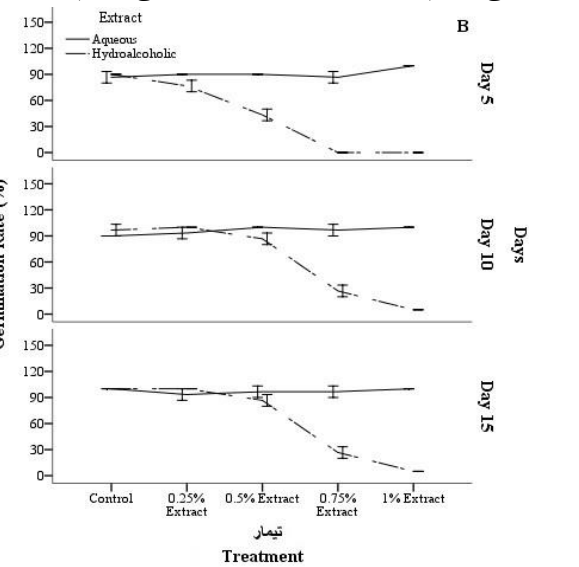 Extract
Aqueous
Hydroalcoholic
B
150
120
90
60
30
0
Day 5
150
120
90
60
30
0
Day 10
Days
150
120
90
60
30
0
Day 15
Control
0.25% Extract
0.5% Extract
0.75% Extract
1% Extract
تیمار
Treatment